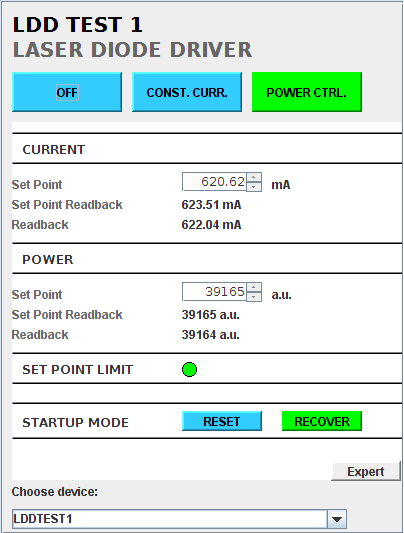 LDD TEST 1
LASER DIODE DRIVER
OFF CONST. CURR. POWER CTRL.
CURRENT
Set Point 620.62 mA
Set Point Readback 623.51 mA
Readback 622.04 mA
POWER
Set Point 39165 a.u.
Set Point Readback 39165 a.u.
Readback 39164 a.u.
SET POINT LIMIT
STARTUP MODE RESET RECOVER
Expert
Choose device:
LDDTEST1